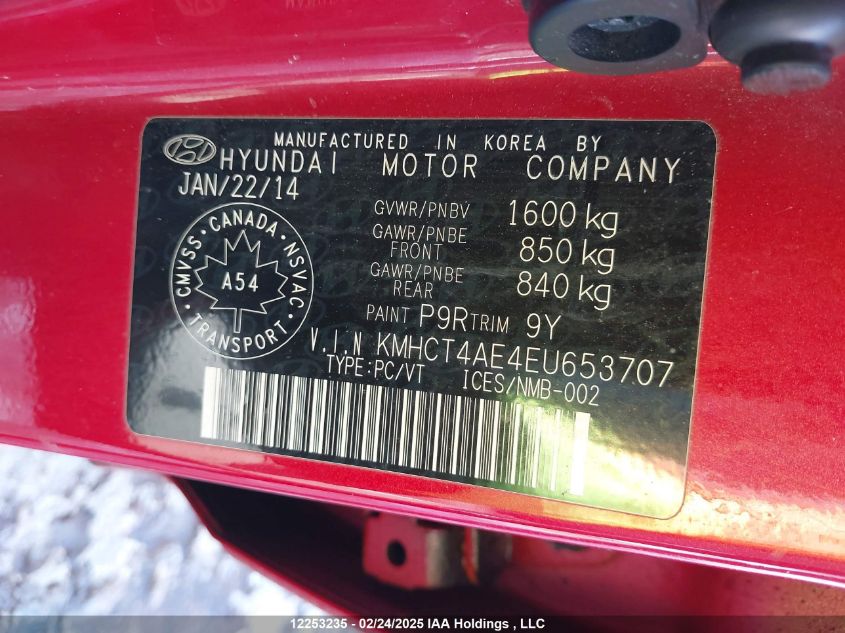 MANUFACTURED IN KOREA BY
HYUNDAI MOTOR COMPANY
JAN/22/14
GVWR/PNBV 1600 kg
GAWR/PNBE FRONT 850 kg
GAWR/PNBE REAR 840 kg
CANADA
CMVSS A54 NSVAC
TRANSPORT
PAINT P9R TRIM 9Y
V.I.N KMHCT4AE4EU653707
TYPE:PC/VT ICES/NMB-002
12253235 - 02/24/2025 IAA Holdings , LLC